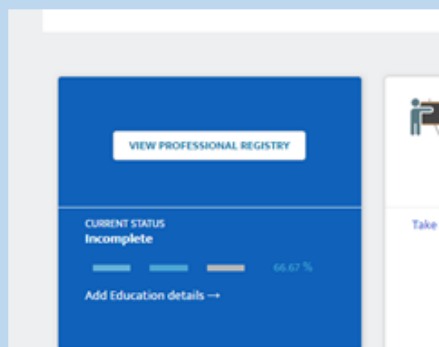 VIEW PROFESSIONAL REGISTRY
CURRENT STATUS
Incomplete
66.67 %
Add Education details →
Take